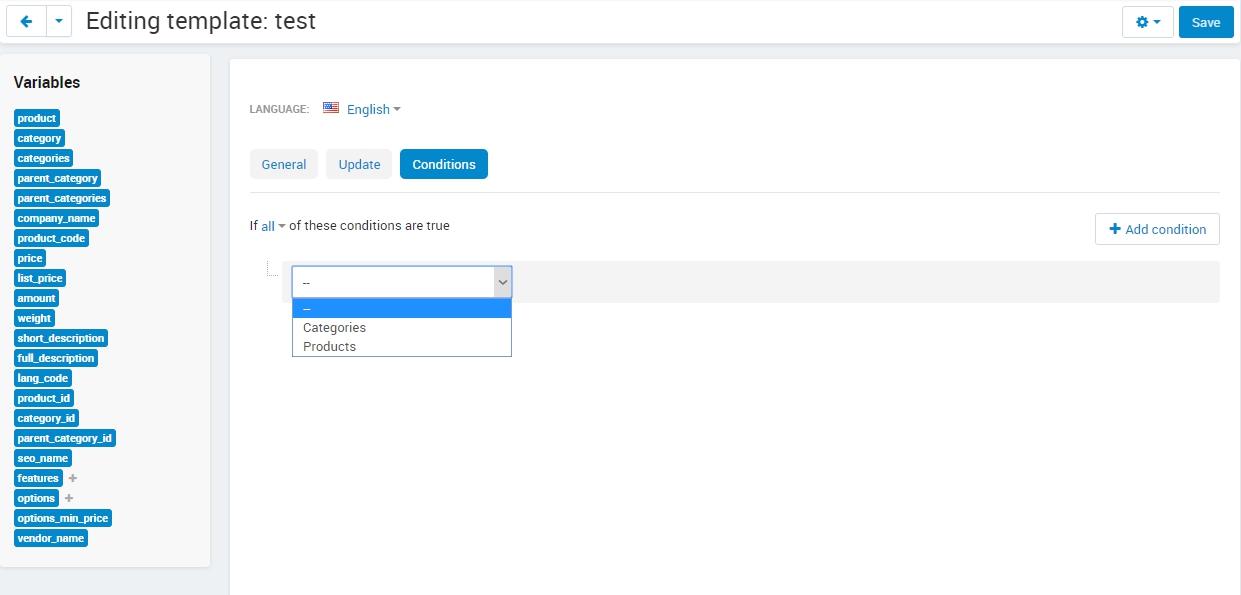 Editing template: test
Save
Variables
product
category
categories
parent_category
parent_categories
company_name
product_code
price
list_price
amount
weight
short_description
full_description
lang_code
product_id
category_id
parent_category_id
seo_name
features +
options +
options_min_price
vendor_name
LANGUAGE: English
General Update Conditions
If all of these conditions are true
+ Add condition
--
--
Categories
Products